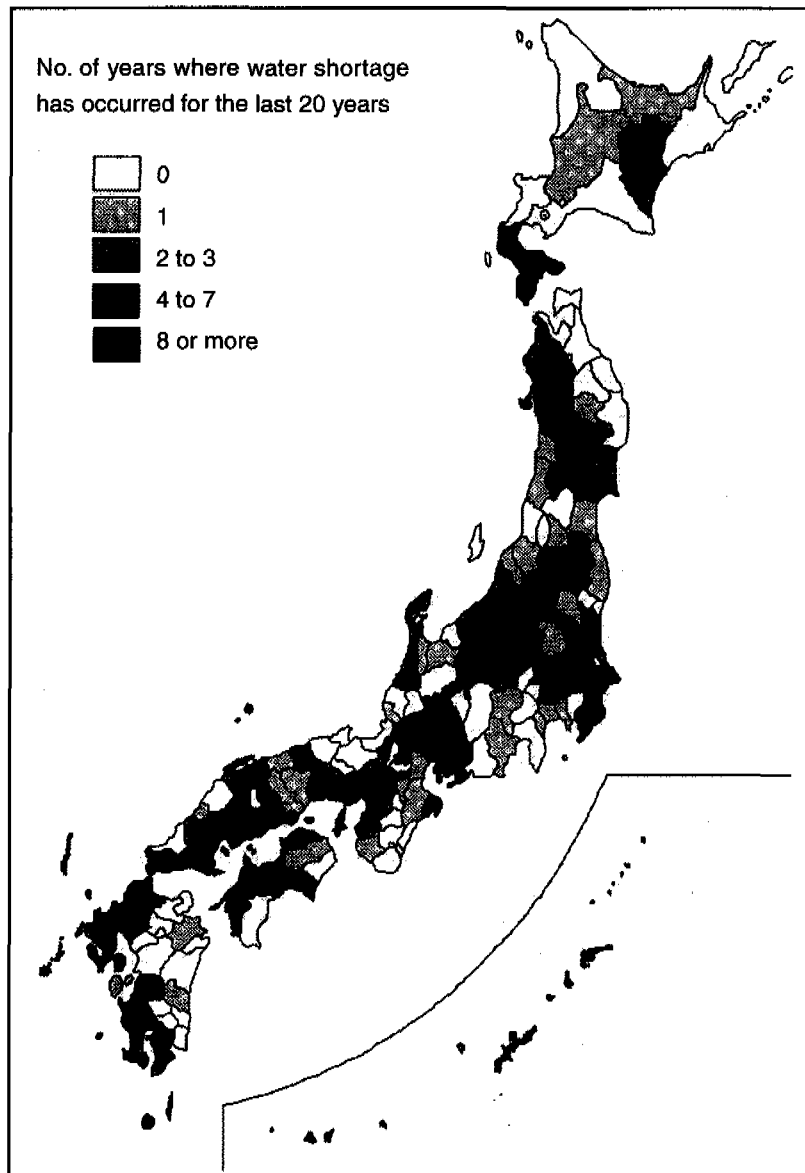 No. of years where water shortage
has occurred for the last 20 years
0
1
2 to 3
4 to 7
8 or more